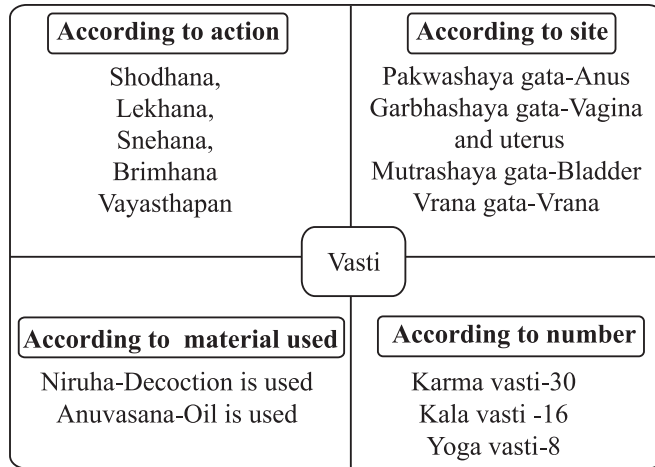 According to action
Shodhana,
Lekhana,
Snehana,
Brimhana
Vayasthapan
According to site
Pakwashaya gata-Anus
Garbhashaya gata-Vagina
and uterus
Mutrashaya gata-Bladder
Vrana gata-Vrana
Vasti
According to material used
Niruha-Decoction is used
Anuvasana-Oil is used
According to number
Karma vasti-30
Kala vasti -16
Yoga vasti-8